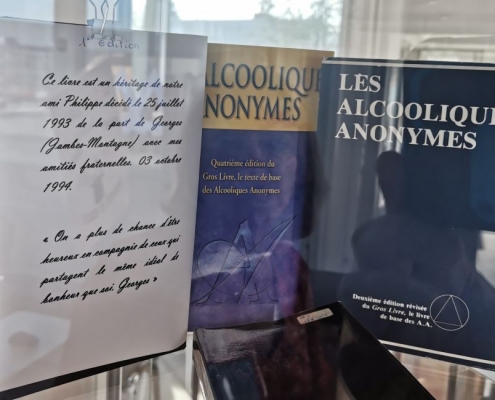 1ère Édition
Ce livre est un héritage de notre
ami Philippe décédé le 25 juillet
1993 de la part de Georges
(Jambes-Montagne) avec mes
amitiés fraternelles. 03 octobre
1994.
« On a plus de chance d'être
heureux en compagnie de ceux qui
partagent le même idéal de
bonheur que soi. Georges »
ALCOOLIQUE
ANONYMES
Quatrième édition du
Gros Livre, le texte de base
des Alcooliques Anonymes
LES
ALCOOLIQU
ANONYMES
Deuxième édition révisée
du Gros Livre, le livre
de base des A.A.